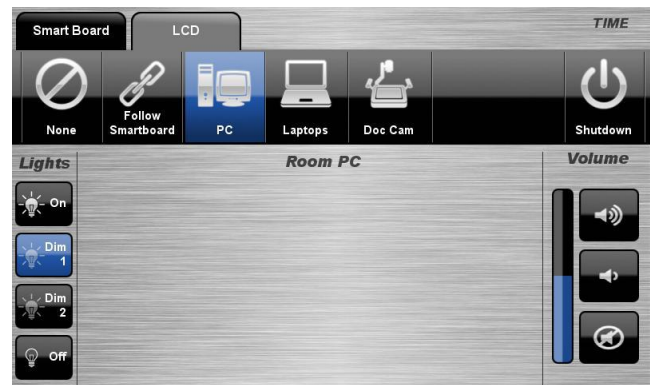 Smart Board
LCD
TIME
None
Follow
Smartboard
PC
Laptops
Doc Cam
Shutdown
Lights
Room PC
Volume
On
Dim
1
Dim
2
Off